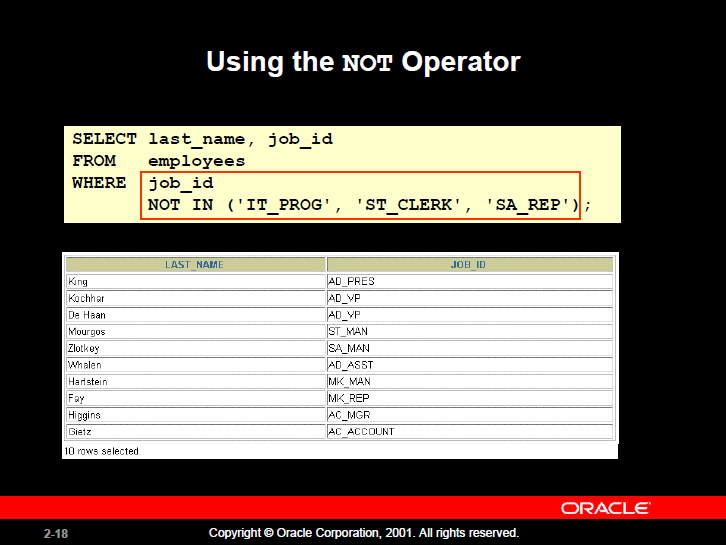 Using the NOT Operator
SELECT last_name, job_id
FROM employees
WHERE job_id
NOT IN ('IT_PROG', 'ST_CLERK', 'SA_REP');
LAST_NAME JOB_ID
King AD_PRES
Kochhar AD_VP
De Haan AD_VP
Mourgos ST_MAN
Zlotkey SA_MAN
Whalen AD_ASST
Hartstein MK_MAN
Fay MK_REP
Higgins AC_MGR
Gietz AC_ACCOUNT
10 rows selected.
ORACLE®
2-18 Copyright © Oracle Corporation, 2001. All rights reserved.